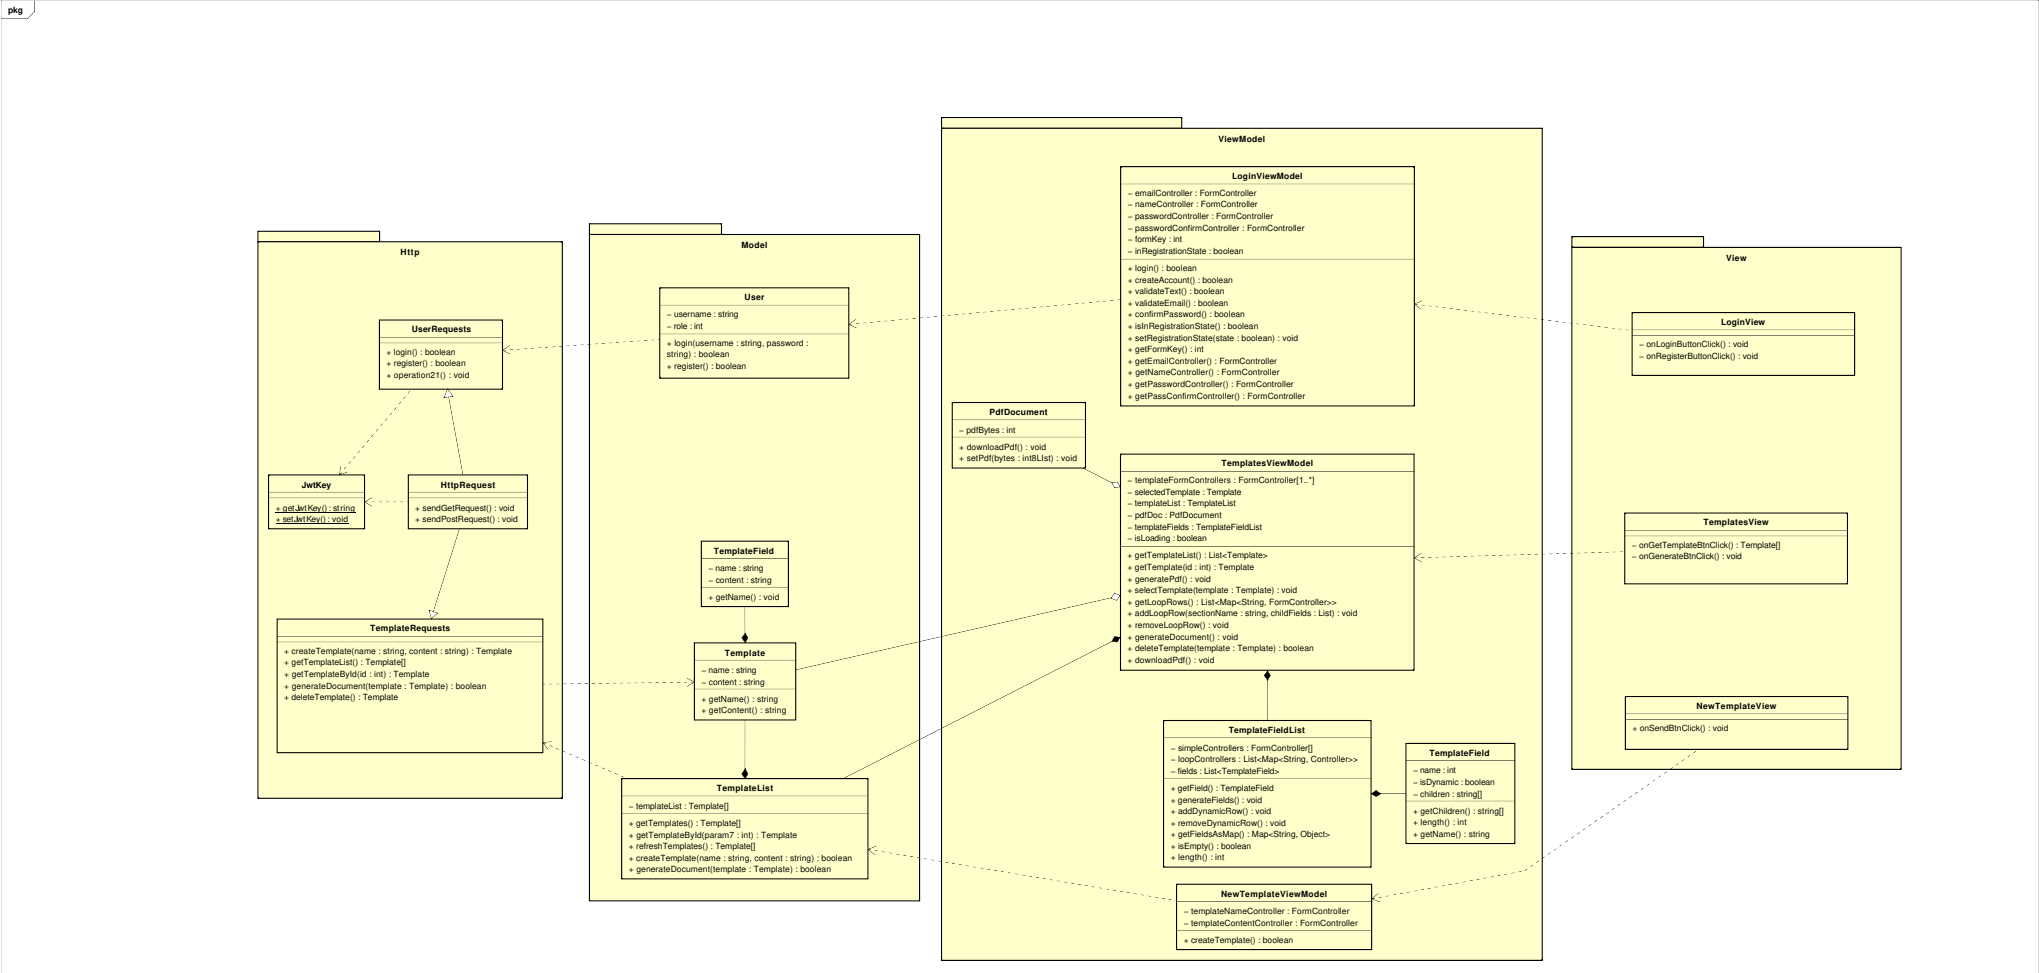 pkg
Http
UserRequests
+ login() : boolean
+ register() : boolean
+ operation21() : void
JwtKey
+ getJwtKey() : string
+ setJwtKey() : void
HttpRequest
+ sendGetRequest() : void
+ sendPostRequest() : void
TemplateRequests
+ createTemplate(name : string, content : string) : Template
+ getTemplateList() : Template[]
+ getTemplateById(id : int) : Template
+ generateDocument(template : Template) : boolean
+ deleteTemplate() : Template
Model
User
− username : string
− role : int
+ login(username : string, password :
string) : boolean
+ register() : boolean
TemplateField
− name : string
− content : string
+ getName() : void
Template
− name : string
− content : string
+ getName() : string
+ getContent() : string
TemplateList
− templateList : Template[]
+ getTemplates() : Template[]
+ getTemplateById(param7 : int) : Template
+ refreshTemplates() : Template[]
+ createTemplate(name : string, content : string) : boolean
+ generateDocument(template : Template) : boolean
ViewModel
LoginViewModel
− emailController : FormController
− nameController : FormController
− passwordController : FormController
− passwordConfirmController : FormController
− formKey : int
− inRegistrationState : boolean
+ login() : boolean
+ createAccount() : boolean
+ validateText() : boolean
+ validateEmail() : boolean
+ confirmPassword() : boolean
+ isInRegistrationState() : boolean
+ setRegistrationState(state : boolean) : void
+ getFormKey() : int
+ getEmailController() : FormController
+ getNameController() : FormController
+ getPasswordController() : FormController
+ getPassConfirmController() : FormController
PdfDocument
− pdfBytes : int
+ downloadPdf() : void
+ setPdf(bytes : int8LIst) : void
TemplatesViewModel
− templateFormControllers : FormController[1..*]
− selectedTemplate : Template
− templateList : TemplateList
− pdfDoc : PdfDocument
− templateFields : TemplateFieldList
− isLoading : boolean
+ getTemplateList() : List<Template>
+ getTemplate(id : int) : Template
+ generatePdf() : void
+ selectTemplate(template : Template) : void
+ getLoopRows() : List<Map<String, FormController>>
+ addLoopRow(sectionName : string, childFields : List) : void
+ removeLoopRow() : void
+ generateDocument() : void
+ deleteTemplate(template : Template) : boolean
+ downloadPdf() : void
TemplateFieldList
− simpleControllers : FormController[]
− loopControllers : List<Map<String, Controller>>
− fields : List<TemplateField>
+ getField() : TemplateField
+ generateFields() : void
+ addDynamicRow() : void
+ removeDynamicRow() : void
+ getFieldsAsMap() : Map<String, Object>
+ isEmpty() : boolean
+ length() : int
TemplateField
− name : int
− isDynamic : boolean
− children : string[]
+ getChildren() : string[]
+ length() : int
+ getName() : string
NewTemplateViewModel
− templateNameController : FormController
− templateContentController : FormController
+ createTemplate() : boolean
View
LoginView
− onLoginButtonClick() : void
− onRegisterButtonClick() : void
TemplatesView
− onGetTemplateBtnClick() : Template[]
− onGenerateBtnClick() : void
NewTemplateView
+ onSendBtnClick() : void